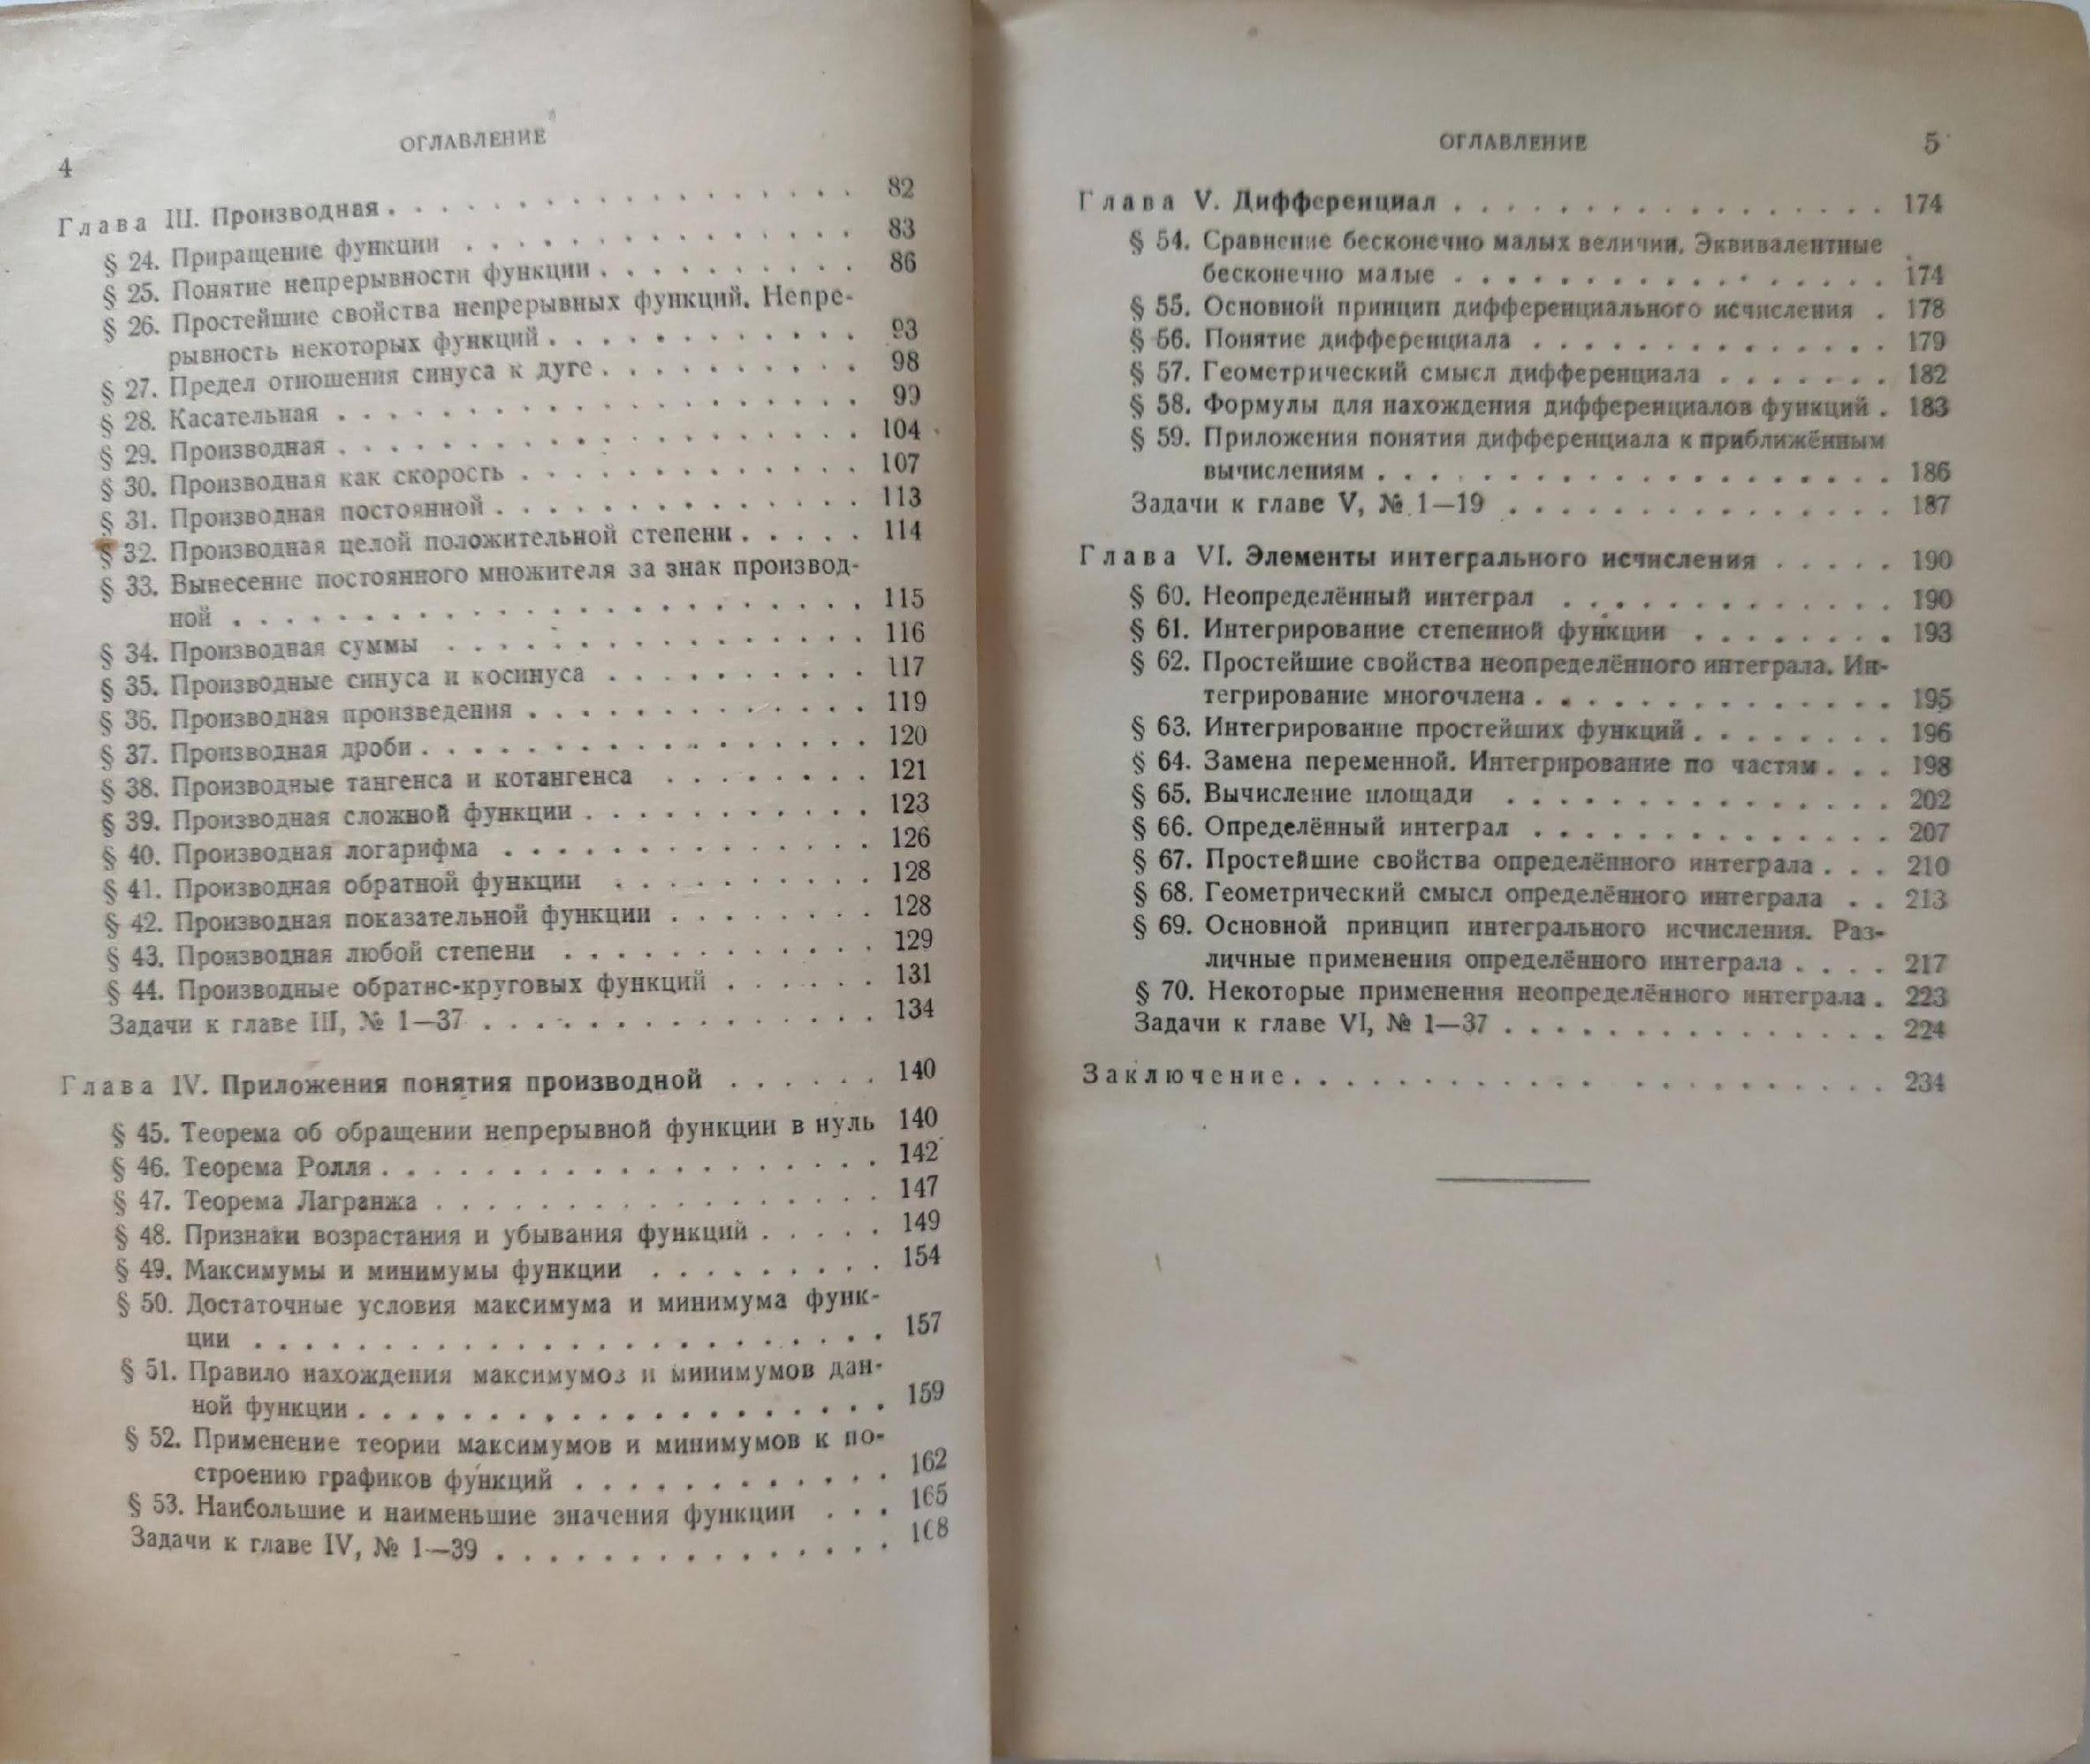 4
ОГЛАВЛЕНИЕ
Глава III. Производная . . . . . 82
§ 24. Приращение функции . . . . . 83
§ 25. Понятие непрерывности функции . . . . . 86
§ 26. Простейшие свойства непрерывных функций. Непре-
рывность некоторых функций . . . . . 93
§ 27. Предел отношения синуса к дуге . . . . . 98
§ 28. Касательная . . . . . 99
§ 29. Производная . . . . . 104
§ 30. Производная как скорость . . . . . 107
§ 31. Производная постоянной . . . . . 113
§ 32. Производная целой положительной степени . . . . . 114
§ 33. Вынесение постоянного множителя за знак производ-
ной . . . . . 115
§ 34. Производная суммы . . . . . 116
§ 35. Производные синуса и косинуса . . . . . 117
§ 36. Производная произведения . . . . . 119
§ 37. Производная дроби . . . . . 120
§ 38. Производные тангенса и котангенса . . . . . 121
§ 39. Производная сложной функции . . . . . 123
§ 40. Производная логарифма . . . . . 126
§ 41. Производная обратной функции . . . . . 128
§ 42. Производная показательной функции . . . . . 128
§ 43. Производная любой степени . . . . . 129
§ 44. Производные обратно-круговых функций . . . . . 131
Задачи к главе III, № 1—37 . . . . . 134
Глава IV. Приложения понятия производной . . . . . 140
§ 45. Теорема об обращении непрерывной функции в нуль 140
§ 46. Теорема Ролля . . . . . 142
§ 47. Теорема Лагранжа . . . . . 147
§ 48. Признаки возрастания и убывания функций . . . . . 149
§ 49. Максимумы и минимумы функции . . . . . 154
§ 50. Достаточные условия максимума и минимума функ-
ции . . . . . 157
§ 51. Правило нахождения максимумов и минимумов дан-
ной функции . . . . . 159
§ 52. Применение теории максимумов и минимумов к по-
строению графиков функций . . . . . 162
§ 53. Наибольшие и наименьшие значения функции . . . 165
Задачи к главе IV, № 1—39 . . . . . 168
ОГЛАВЛЕНИЕ
5
Глава V. Дифференциал . . . . . 174
§ 54. Сравнение бесконечно малых величин. Эквивалентные
бесконечно малые . . . . . 174
§ 55. Основной принцип дифференциального исчисления . 178
§ 56. Понятие дифференциала . . . . . 179
§ 57. Геометрический смысл дифференциала . . . . . 182
§ 58. Формулы для нахождения дифференциалов функций . 183
§ 59. Приложения понятия дифференциала к приближённым
вычислениям . . . . . 186
Задачи к главе V, № 1—19 . . . . . 187
Глава VI. Элементы интегрального исчисления . . . . . 190
§ 60. Неопределённый интеграл . . . . . 190
§ 61. Интегрирование степенной функции . . . . . 193
§ 62. Простейшие свойства неопределённого интеграла. Ин-
тегрирование многочлена . . . . . 195
§ 63. Интегрирование простейших функций . . . . . 196
§ 64. Замена переменной. Интегрирование по частям . . . 198
§ 65. Вычисление площади . . . . . 202
§ 66. Определённый интеграл . . . . . 207
§ 67. Простейшие свойства определённого интеграла . . . 210
§ 68. Геометрический смысл определённого интеграла . . 213
§ 69. Основной принцип интегрального исчисления. Раз-
личные применения определённого интеграла . . . . 217
§ 70. Некоторые применения неопределённого интеграла . 223
Задачи к главе VI, № 1—37 . . . . . 224
Заключение . . . . . 234